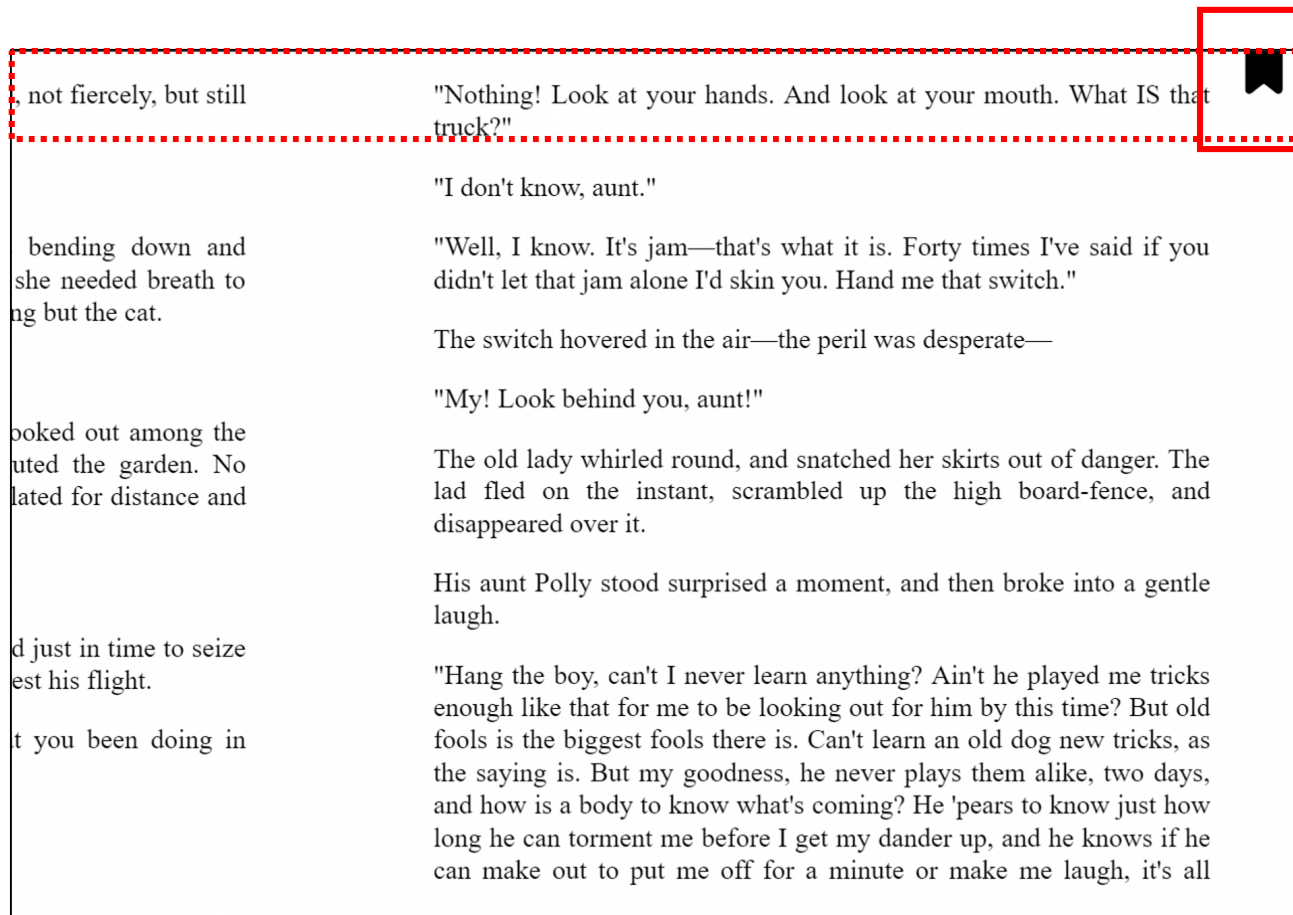 , not fiercely, but still
bending down and
she needed breath to
ng but the cat.
ooked out among the
uted the garden. No
lated for distance and
d just in time to seize
est his flight.
t you been doing in
"Nothing! Look at your hands. And look at your mouth. What IS that
truck?"
"I don't know, aunt."
"Well, I know. It's jam—that's what it is. Forty times I've said if you
didn't let that jam alone I'd skin you. Hand me that switch."
The switch hovered in the air—the peril was desperate—
"My! Look behind you, aunt!"
The old lady whirled round, and snatched her skirts out of danger. The
lad fled on the instant, scrambled up the high board-fence, and
disappeared over it.
His aunt Polly stood surprised a moment, and then broke into a gentle
laugh.
"Hang the boy, can't I never learn anything? Ain't he played me tricks
enough like that for me to be looking out for him by this time? But old
fools is the biggest fools there is. Can't learn an old dog new tricks, as
the saying is. But my goodness, he never plays them alike, two days,
and how is a body to know what's coming? He 'pears to know just how
long he can torment me before I get my dander up, and he knows if he
can make out to put me off for a minute or make me laugh, it's all